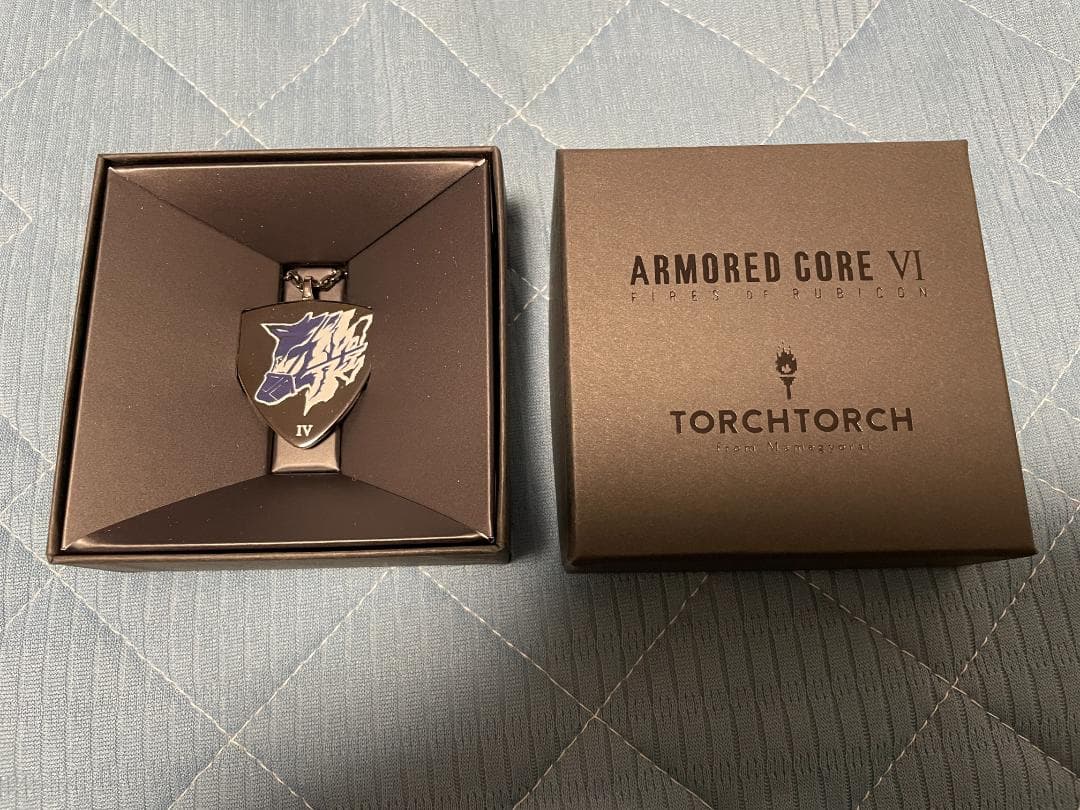 IV
ARMORED CORE VI
FIRES OF RUBICON
TORCHTORCH
from Mamegyorai